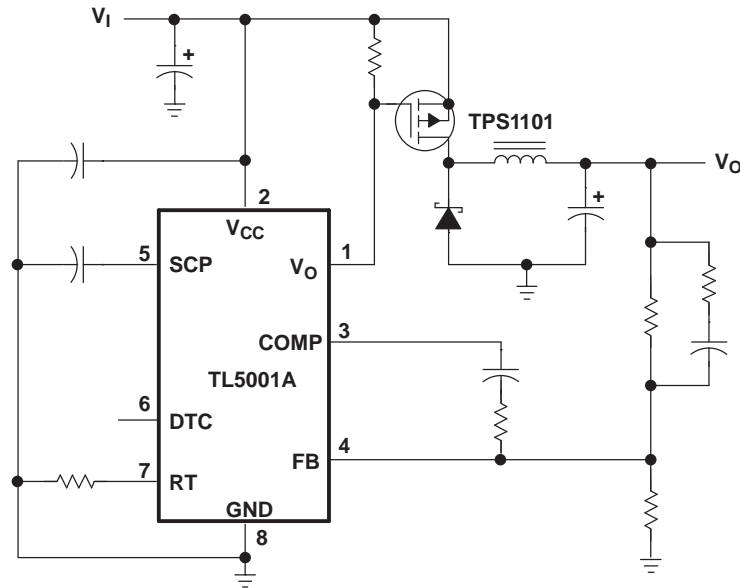 V_I
+
TPS1101
V_O
+
2
V_CC
5
SCP
1
V_O
3
COMP
TL5001A
6
DTC
4
FB
7
RT
GND
8